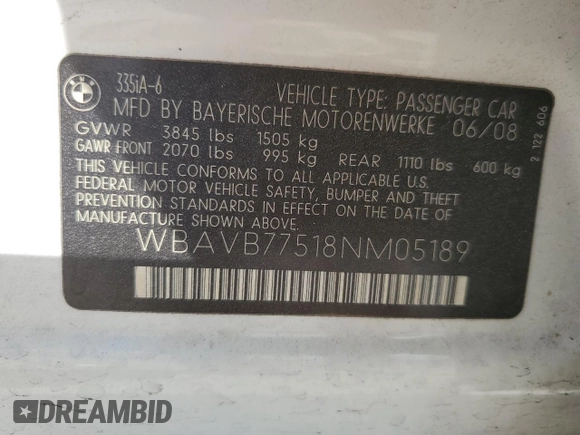 BMW
335iA-6
VEHICLE TYPE: PASSENGER CAR
MFD BY BAYERISCHE MOTORENWERKE 06/08
GVWR 3845 lbs 1505 kg
GAWR FRONT 2070 lbs 995 kg REAR 1110 lbs 600 kg
THIS VEHICLE CONFORMS TO ALL APPLICABLE U.S.
FEDERAL MOTOR VEHICLE SAFETY, BUMPER AND THEFT
PREVENTION STANDARDS IN EFFECT ON THE DATE OF
MANUFACTURE SHOWN ABOVE.
WBAVB77518NM05189
2 122 606
DREAMBID